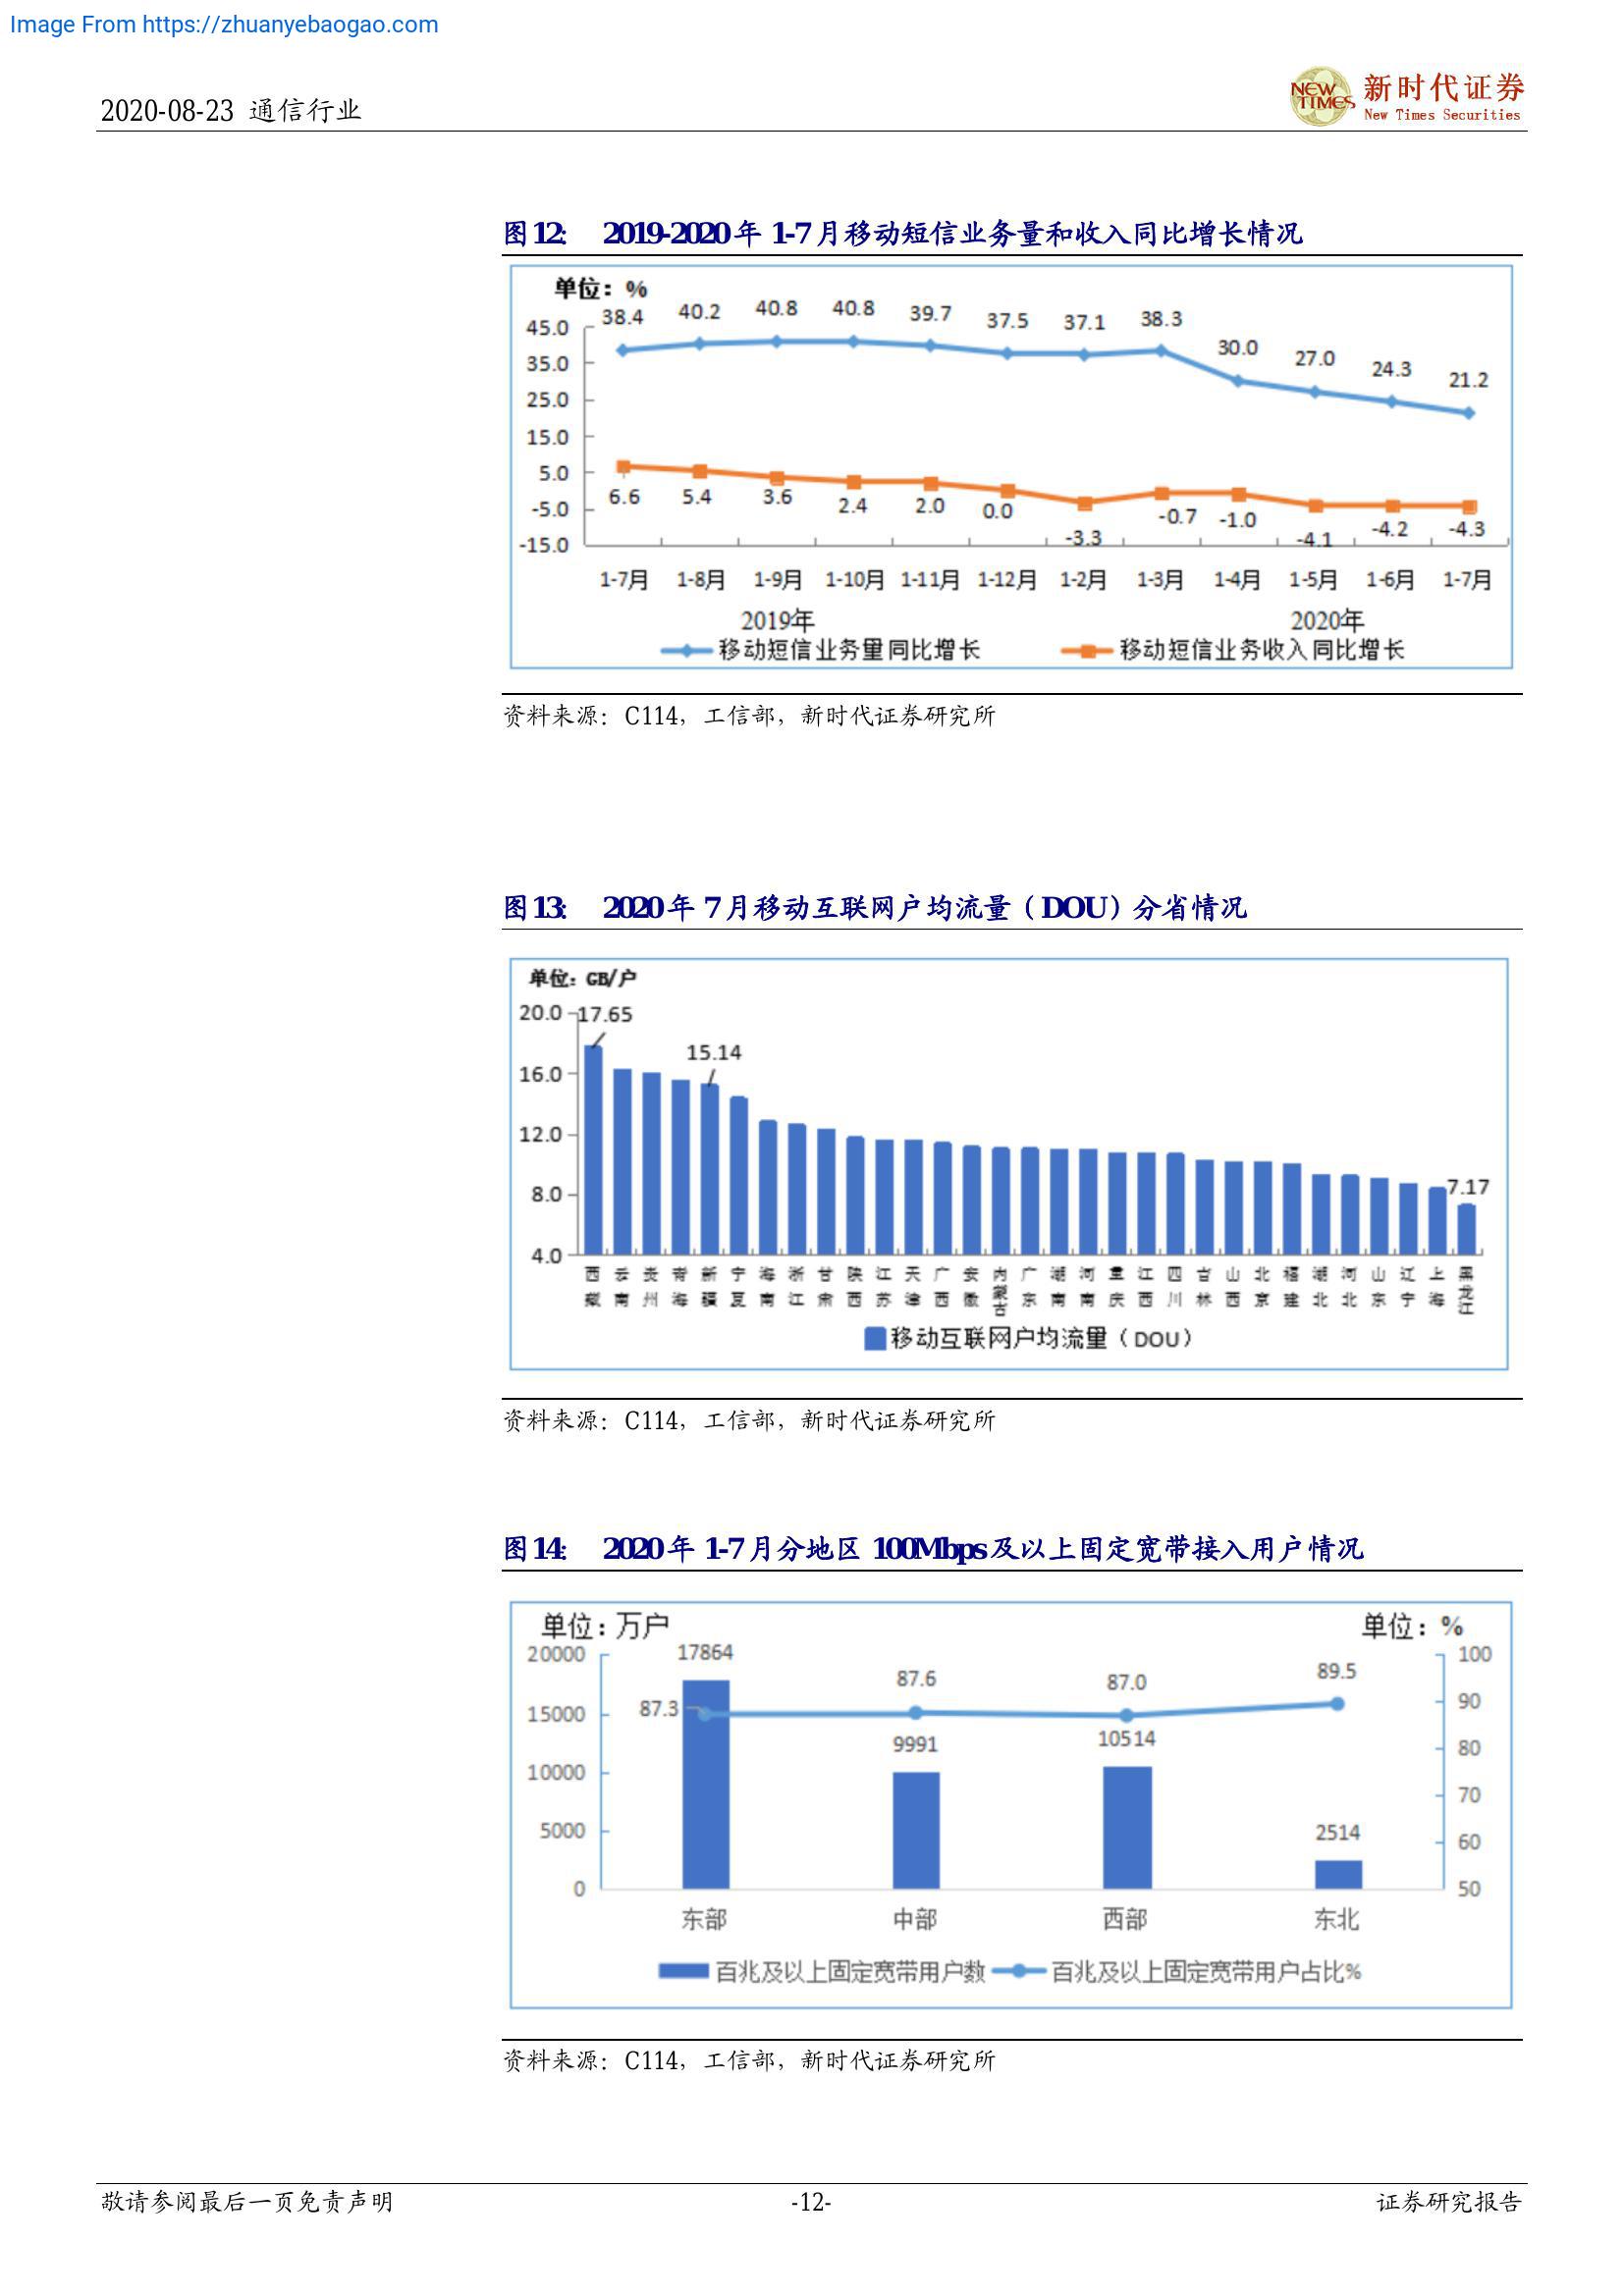 Image From https://zhuanyebaogao.com
2020-08-23 通信行业
NEW TIMES
新时代证券
New Times Securities
图12: 2019-2020年 1-7月移动短信业务量和收入同比增长情况
单位：%
38.4 40.2 40.8 40.8 39.7 37.5 37.1 38.3 30.0 27.0 24.3 21.2
45.0
35.0
25.0
15.0
5.0
-5.0
-15.0
6.6 5.4 3.6 2.4 2.0 0.0 -3.3 -0.7 -1.0 -4.1 -4.2 -4.3
1-7月 1-8月 1-9月 1-10月 1-11月 1-12月 1-2月 1-3月 1-4月 1-5月 1-6月 1-7月
2019年 2020年
移动短信业务量同比增长 移动短信业务收入同比增长
资料来源：C114，工信部，新时代证券研究所
图13: 2020年 7月移动互联网户均流量（DOU）分省情况
单位：GB/户
20.0
16.0
12.0
8.0
4.0
17.65 15.14 7.17
西藏 云南 贵州 青海 新疆 宁夏 海南 浙江 甘肃 陕西 江苏 天津 广西 安徽 内蒙古 广东 湖南 河南 重庆 江西 四川 吉林 山西 北京 福建 湖北 河北 山东 辽宁 上海 黑龙江
移动互联网户均流量（DOU）
资料来源：C114，工信部，新时代证券研究所
图14: 2020年 1-7月分地区 100Mbps及以上固定宽带接入用户情况
单位：万户 单位：%
20000
15000
10000
5000
0
17864 9991 10514 2514
87.3 87.6 87.0 89.5
100
90
80
70
60
50
东部 中部 西部 东北
百兆及以上固定宽带用户数 百兆及以上固定宽带用户占比%
资料来源：C114，工信部，新时代证券研究所
敬请参阅最后一页免责声明 -12- 证券研究报告